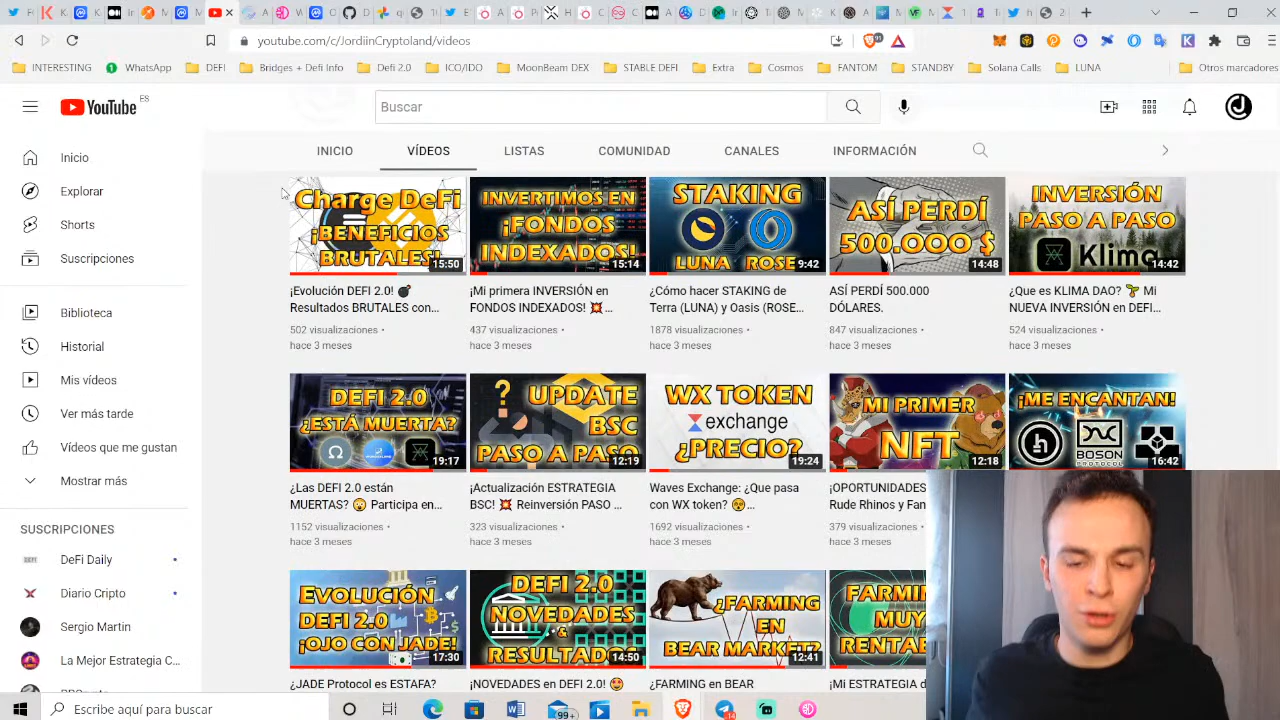 youtube.com/c/JordiinCryptoland/videos
91
INTERESTING
WhatsApp
DEFI
Bridges + Defi info
Defi 2.0
ICO/IDO
MoonBeam DEX
STABLE DEFI
Extra
Cosmos
FANTOM
STANDBY
Solana Calls
LUNA
Otros marcadores
YouTube ES
Buscar
INICIO
VÍDEOS
LISTAS
COMUNIDAD
CANALES
INFORMACIÓN
Inicio
Explorar
Shorts
Suscripciones
Biblioteca
Historial
Mis vídeos
Ver más tarde
Vídeos que me gustan
Mostrar más
SUSCRIPCIONES
DeFi Daily
Diario Cripto
Sergio Martin
La Mejor Estrategia C...
Charge DeFi
¡BENEFICIOS
BRUTALES!
15:50
¡Evolución DEFI 2.0! 💣
Resultados BRUTALES con...
502 visualizaciones •
hace 3 meses
INVERTIMOS EN
¡FONDOS
INDEXADOS!
15:14
¡Mi primera INVERSIÓN en
FONDOS INDEXADOS! 💥...
437 visualizaciones •
hace 3 meses
STAKING
LUNA ROSE
9:42
¿Cómo hacer STAKING de
Terra (LUNA) y Oasis (ROSE...
1878 visualizaciones •
hace 3 meses
ASÍ PERDÍ
500.000 $
14:48
ASÍ PERDÍ 500.000
DÓLARES.
847 visualizaciones •
hace 3 meses
INVERSIÓN
PASO A PASO
Klima
14:42
¿Que es KLIMA DAO? 🌱 Mi
NUEVA INVERSIÓN en DEFI...
524 visualizaciones •
hace 3 meses
DEFI 2.0
¿ESTÁ MUERTA?
19:17
¿Las DEFI 2.0 están
MUERTAS? 😮 Participa en...
1152 visualizaciones •
hace 3 meses
UPDATE
BSC
PASO A PASO
12:19
¡Actualización ESTRATEGIA
BSC! 💥 Reinversión PASO ...
323 visualizaciones •
hace 3 meses
WX TOKEN
exchange
¿PRECIO?
19:24
Waves Exchange: ¿Que pasa
con WX token? 😲...
1692 visualizaciones •
hace 3 meses
MI PRIMER
NFT
12:18
¡OPORTUNIDADES
Rude Rhinos y Fan
379 visualizaciones
hace 3 meses
¡ME ENCANTAN!
BOSON
PROTOCOL
16:42
EVOLUCIÓN
DEFI 2.0
¡OJO CON JADE!
17:30
¿JADE Protocol es ESTAFA?
DEFI 2.0
NOVEDADES
&
RESULTADOS
14:50
¡NOVEDADES en DEFI 2.0! 😍
¿FARMING
EN
BEAR MARKET?
12:41
¿FARMING en BEAR
FARMI
MUY
RENTAB
¡Mi ESTRATEGIA d
Escribe aquí para buscar
99+
14